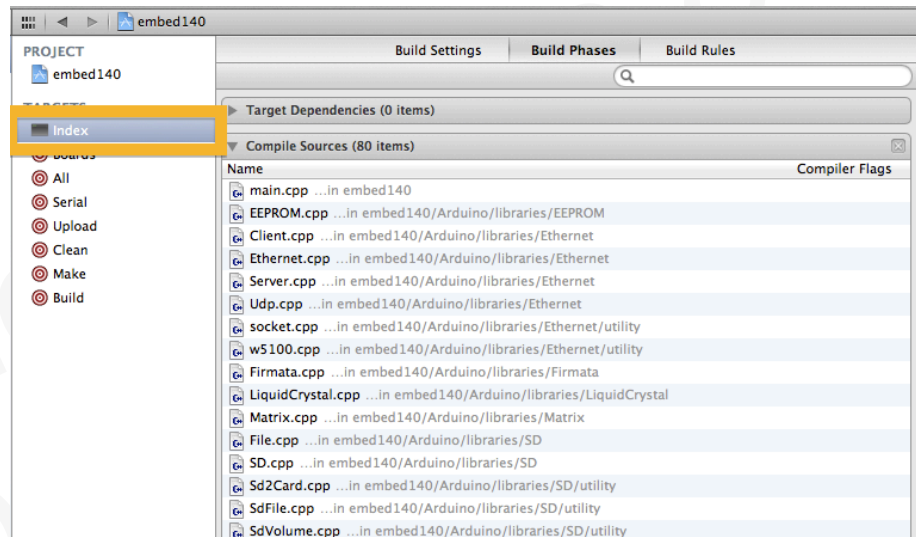 embed140
PROJECT
embed140
TARGETS
Index
Boards
All
Serial
Upload
Clean
Make
Build
Build Settings Build Phases Build Rules
Target Dependencies (0 items)
Compile Sources (80 items)
Name Compiler Flags
main.cpp ...in embed140
EEPROM.cpp ...in embed140/Arduino/libraries/EEPROM
Client.cpp ...in embed140/Arduino/libraries/Ethernet
Ethernet.cpp ...in embed140/Arduino/libraries/Ethernet
Server.cpp ...in embed140/Arduino/libraries/Ethernet
Udp.cpp ...in embed140/Arduino/libraries/Ethernet
socket.cpp ...in embed140/Arduino/libraries/Ethernet/utility
w5100.cpp ...in embed140/Arduino/libraries/Ethernet/utility
Firmata.cpp ...in embed140/Arduino/libraries/Firmata
LiquidCrystal.cpp ...in embed140/Arduino/libraries/LiquidCrystal
Matrix.cpp ...in embed140/Arduino/libraries/Matrix
File.cpp ...in embed140/Arduino/libraries/SD
SD.cpp ...in embed140/Arduino/libraries/SD
Sd2Card.cpp ...in embed140/Arduino/libraries/SD/utility
SdFile.cpp ...in embed140/Arduino/libraries/SD/utility
SdVolume.cpp ...in embed140/Arduino/libraries/SD/utility